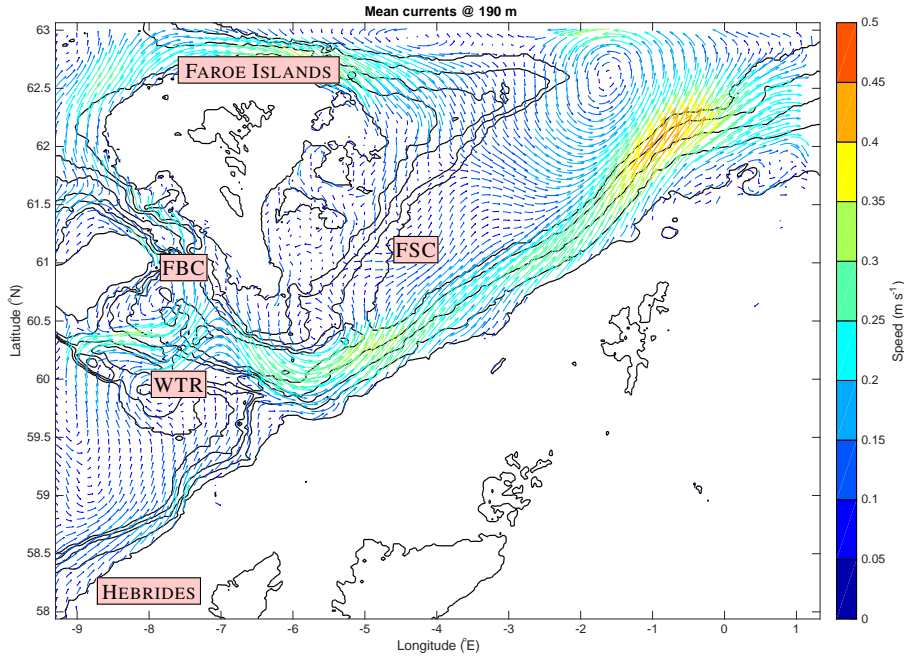 Mean currents @ 190 m
63
62.5
62
61.5
61
60.5
60
59.5
59
58.5
58
Latitude (°N)
FAROE ISLANDS
FSC
FBC
WTR
HEBRIDES
-9 -8 -7 -6 -5 -4 -3 -2 -1 0 1
Longitude (°E)
0.5
0.45
0.4
0.35
0.3
0.25
0.2
0.15
0.1
0.05
0
Speed (m s⁻¹)